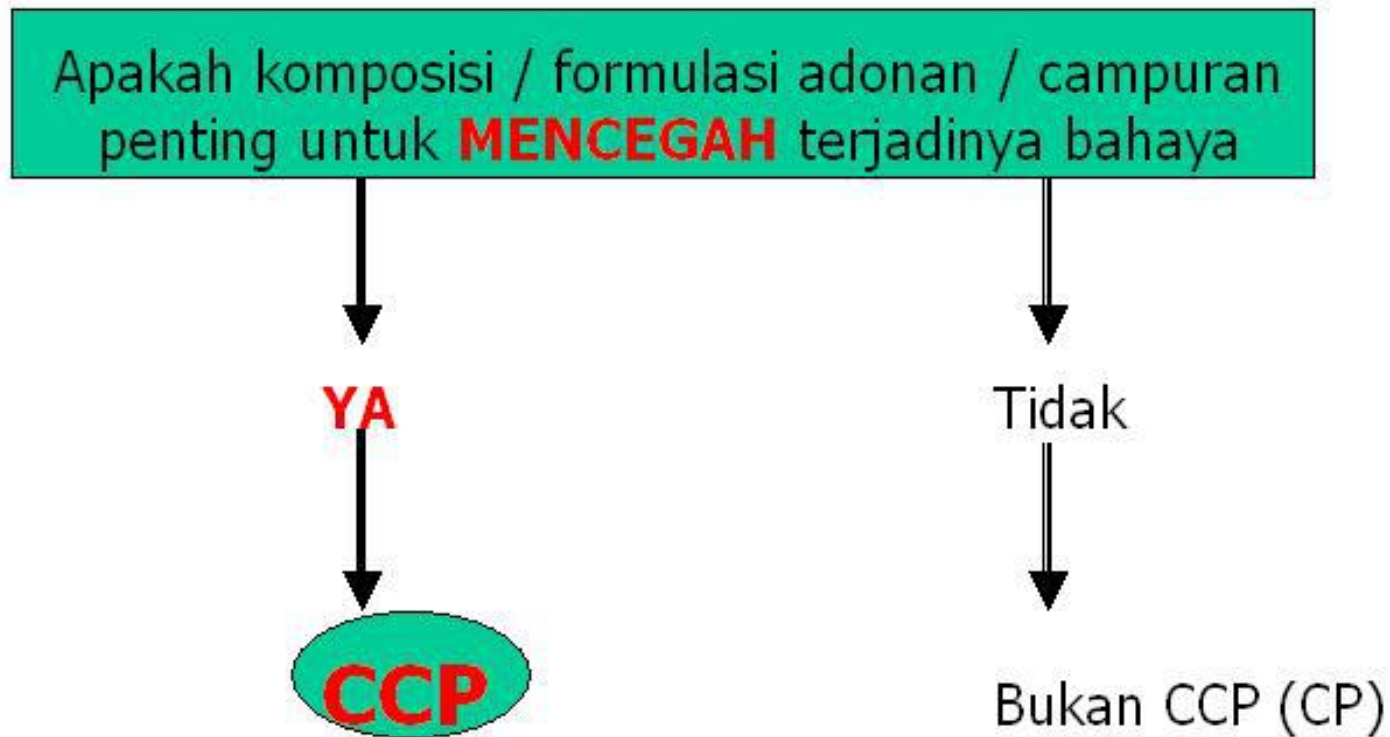 Apakah komposisi / formulasi adonan / campuran
penting untuk MENCEGAH terjadinya bahaya
YA
Tidak
CCP
Bukan CCP (CP)